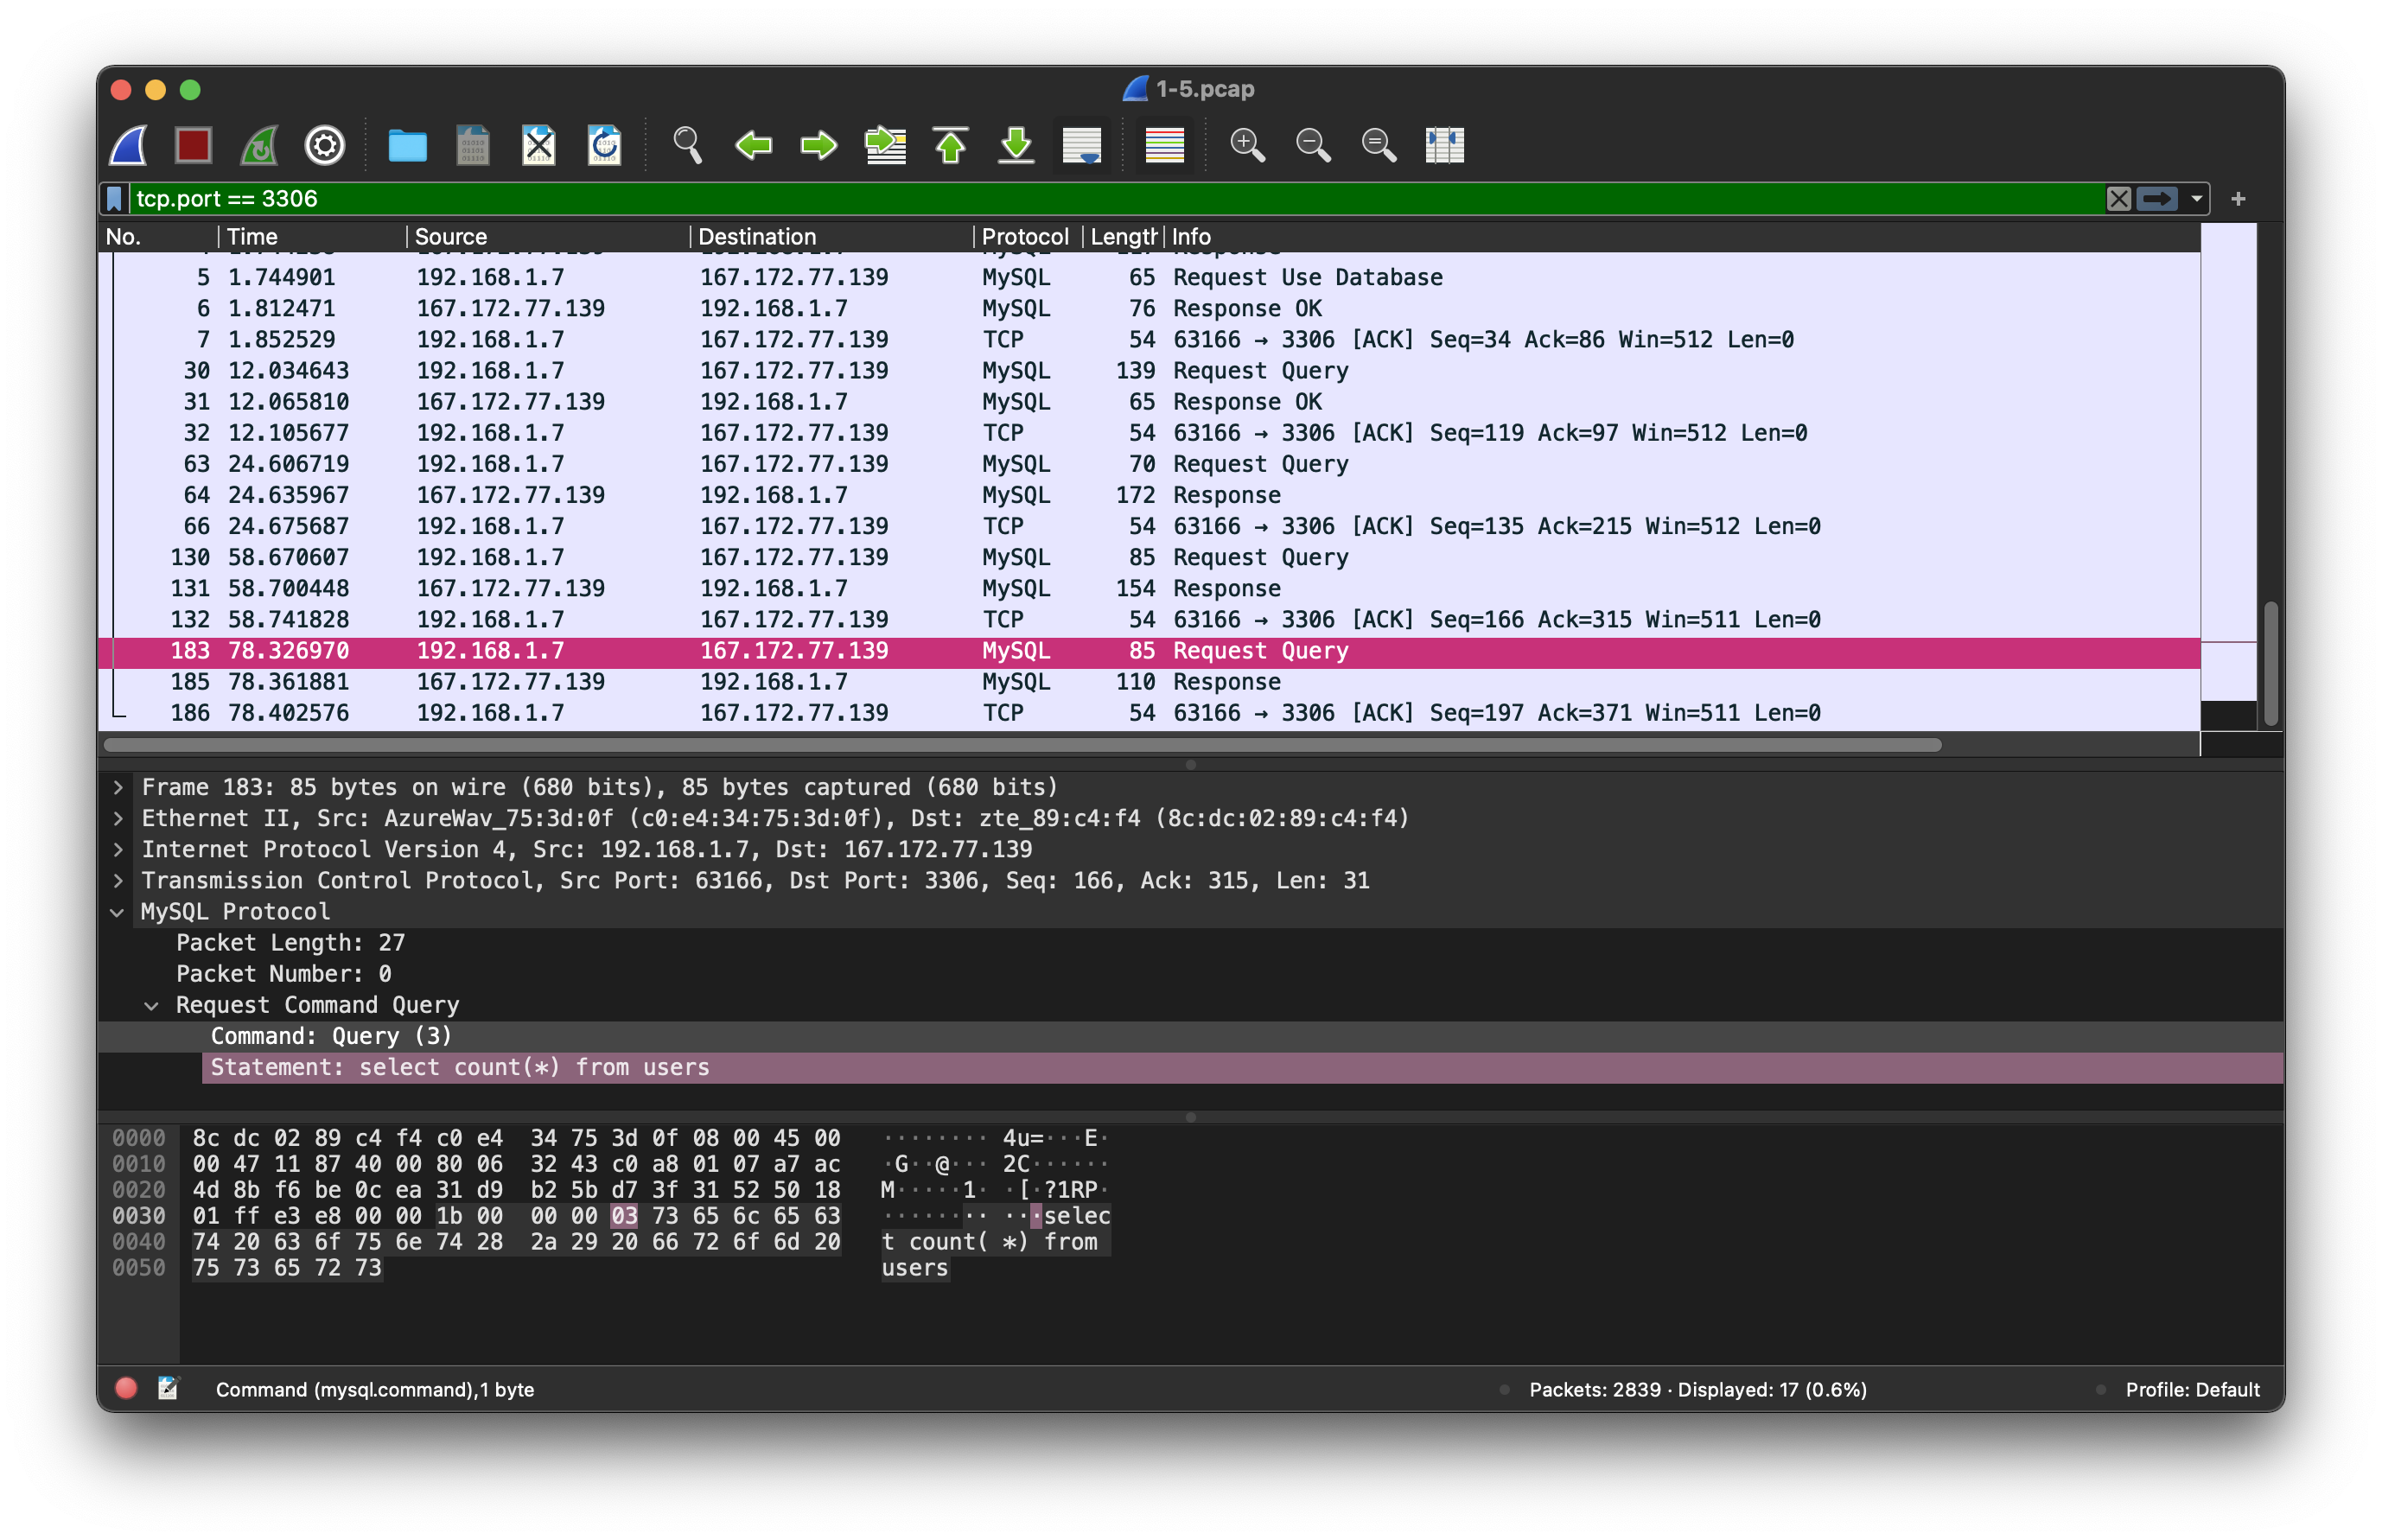 1-5.pcap
tcp.port == 3306
No. Time Source Destination Protocol Length Info
5 1.744901 192.168.1.7 167.172.77.139 MySQL 65 Request Use Database
6 1.812471 167.172.77.139 192.168.1.7 MySQL 76 Response OK
7 1.852529 192.168.1.7 167.172.77.139 TCP 54 63166 → 3306 [ACK] Seq=34 Ack=86 Win=512 Len=0
30 12.034643 192.168.1.7 167.172.77.139 MySQL 139 Request Query
31 12.065810 167.172.77.139 192.168.1.7 MySQL 65 Response OK
32 12.105677 192.168.1.7 167.172.77.139 TCP 54 63166 → 3306 [ACK] Seq=119 Ack=97 Win=512 Len=0
63 24.606719 192.168.1.7 167.172.77.139 MySQL 70 Request Query
64 24.635967 167.172.77.139 192.168.1.7 MySQL 172 Response
66 24.675687 192.168.1.7 167.172.77.139 TCP 54 63166 → 3306 [ACK] Seq=135 Ack=215 Win=512 Len=0
130 58.670607 192.168.1.7 167.172.77.139 MySQL 85 Request Query
131 58.700448 167.172.77.139 192.168.1.7 MySQL 154 Response
132 58.741828 192.168.1.7 167.172.77.139 TCP 54 63166 → 3306 [ACK] Seq=166 Ack=315 Win=511 Len=0
183 78.326970 192.168.1.7 167.172.77.139 MySQL 85 Request Query
185 78.361881 167.172.77.139 192.168.1.7 MySQL 110 Response
186 78.402576 192.168.1.7 167.172.77.139 TCP 54 63166 → 3306 [ACK] Seq=197 Ack=371 Win=511 Len=0
Frame 183: 85 bytes on wire (680 bits), 85 bytes captured (680 bits)
Ethernet II, Src: AzureWav_75:3d:0f (c0:e4:34:75:3d:0f), Dst: zte_89:c4:f4 (8c:dc:02:89:c4:f4)
Internet Protocol Version 4, Src: 192.168.1.7, Dst: 167.172.77.139
Transmission Control Protocol, Src Port: 63166, Dst Port: 3306, Seq: 166, Ack: 315, Len: 31
MySQL Protocol
Packet Length: 27
Packet Number: 0
Request Command Query
Command: Query (3)
Statement: select count(*) from users
0000 8c dc 02 89 c4 f4 c0 e4 34 75 3d 0f 08 00 45 00 ········ 4u=···E·
0010 00 47 11 87 40 00 80 06 32 43 c0 a8 01 07 a7 ac ·G··@··· 2C······
0020 4d 8b f6 be 0c ea 31 d9 b2 5b d7 3f 31 52 50 18 M·····1· ·[·?1RP·
0030 01 ff e3 e8 00 00 1b 00 00 00 03 73 65 6c 65 63 ········ ···selec
0040 74 20 63 6f 75 6e 74 28 2a 29 20 66 72 6f 6d 20 t count( *) from
0050 75 73 65 72 73 users
Command (mysql.command), 1 byte Packets: 2839 · Displayed: 17 (0.6%) Profile: Default